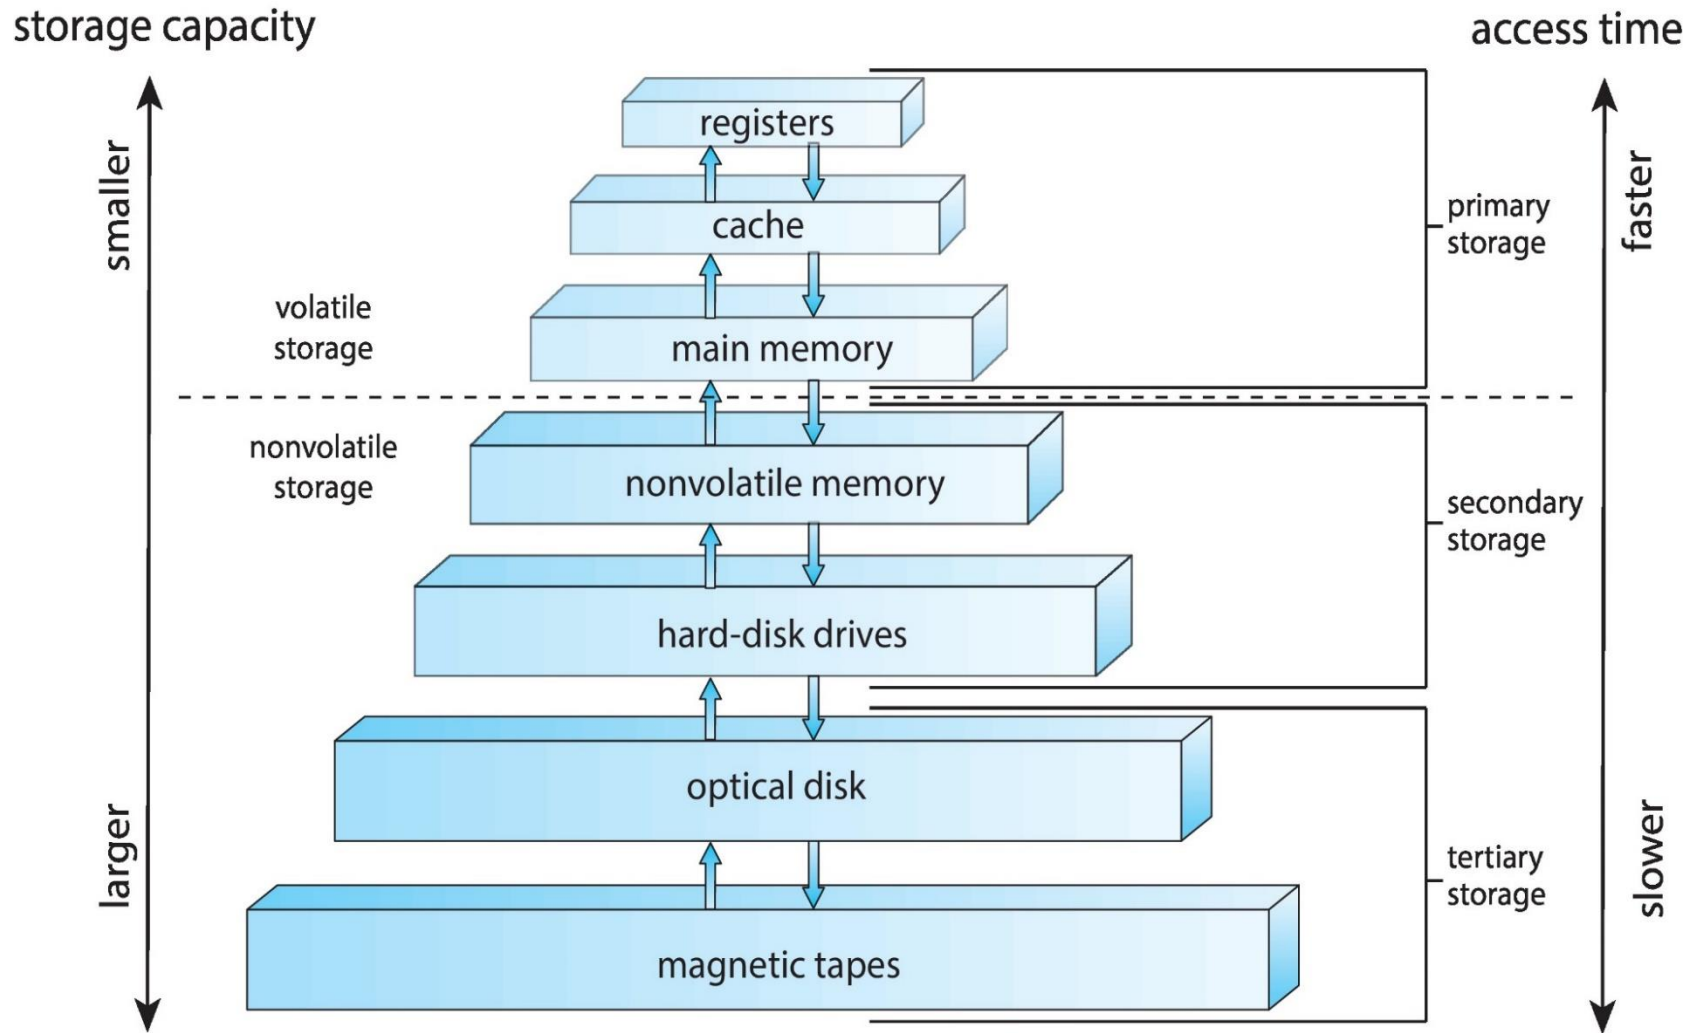 storage capacity
access time
smaller
larger
volatile
storage
nonvolatile
storage
registers
cache
main memory
nonvolatile memory
hard-disk drives
optical disk
magnetic tapes
primary
storage
secondary
storage
tertiary
storage
faster
slower